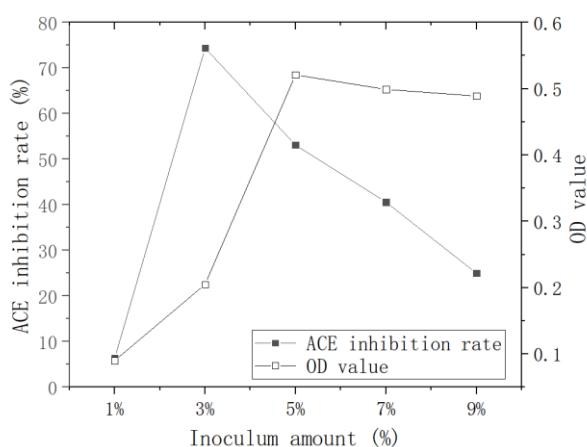 80
70
60
50
40
30
20
10
0
ACE inhibition rate (%)
0.6
0.5
0.4
0.3
0.2
0.1
OD value
ACE inhibition rate
OD value
1% 3% 5% 7% 9%
Inoculum amount (%)